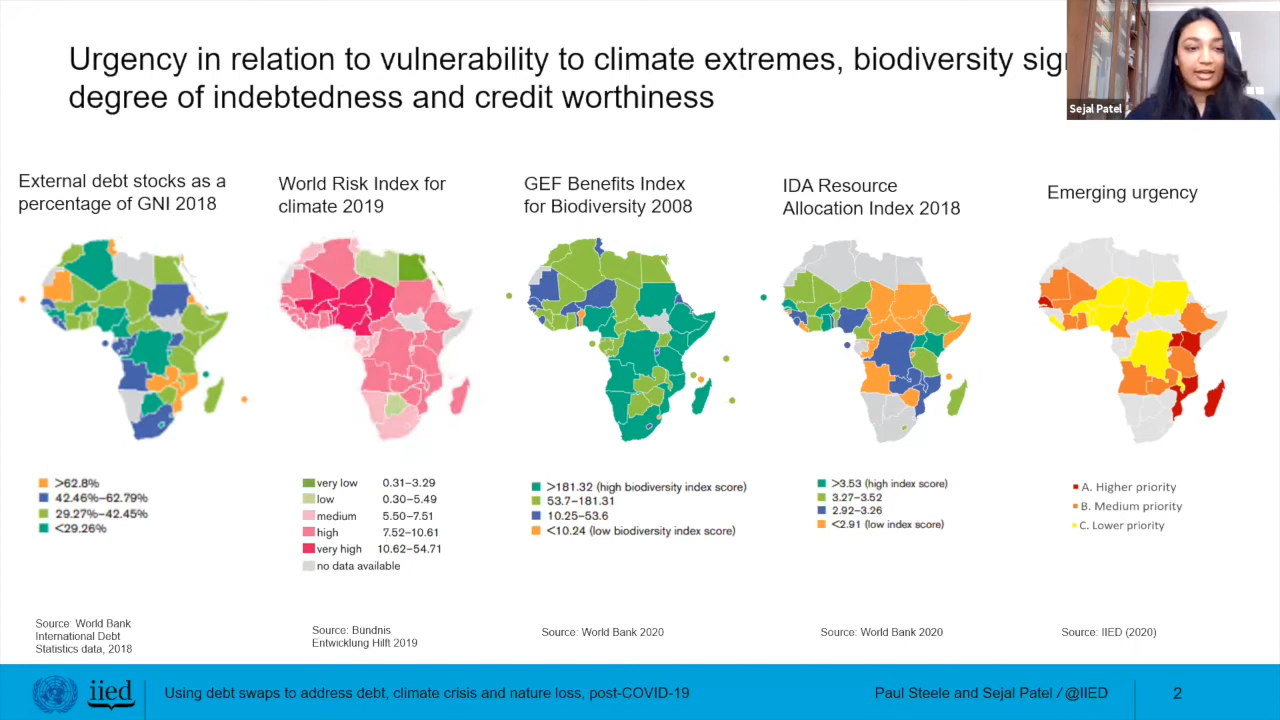 Urgency in relation to vulnerability to climate extremes, biodiversity
degree of indebtedness and credit worthiness
Sejal Patel
External debt stocks as a
percentage of GNI 2018
World Risk Index for
climate 2019
GEF Benefits Index
for Biodiversity 2008
IDA Resource
Allocation Index 2018
Emerging urgency
>62.8%
42.46%–62.79%
29.27%–42.45%
<29.26%
very low 0.31–3.29
low 0.30–5.49
medium 5.50–7.51
high 7.52–10.61
very high 10.62–54.71
no data available
>181.32 (high biodiversity index score)
53.7–181.31
10.25–53.6
<10.24 (low biodiversity index score)
>3.53 (high index score)
3.27–3.52
2.92–3.26
<2.91 (low index score)
A. Higher priority
B. Medium priority
C. Lower priority
Source: World Bank
International Debt
Statistics data, 2018
Source: Bundnis
Entwicklung Hilft 2019
Source: World Bank 2020
Source: World Bank 2020
Source: IIED (2020)
iied
Using debt swaps to address debt, climate crisis and nature loss, post-COVID-19
Paul Steele and Sejal Patel / @IIED
2